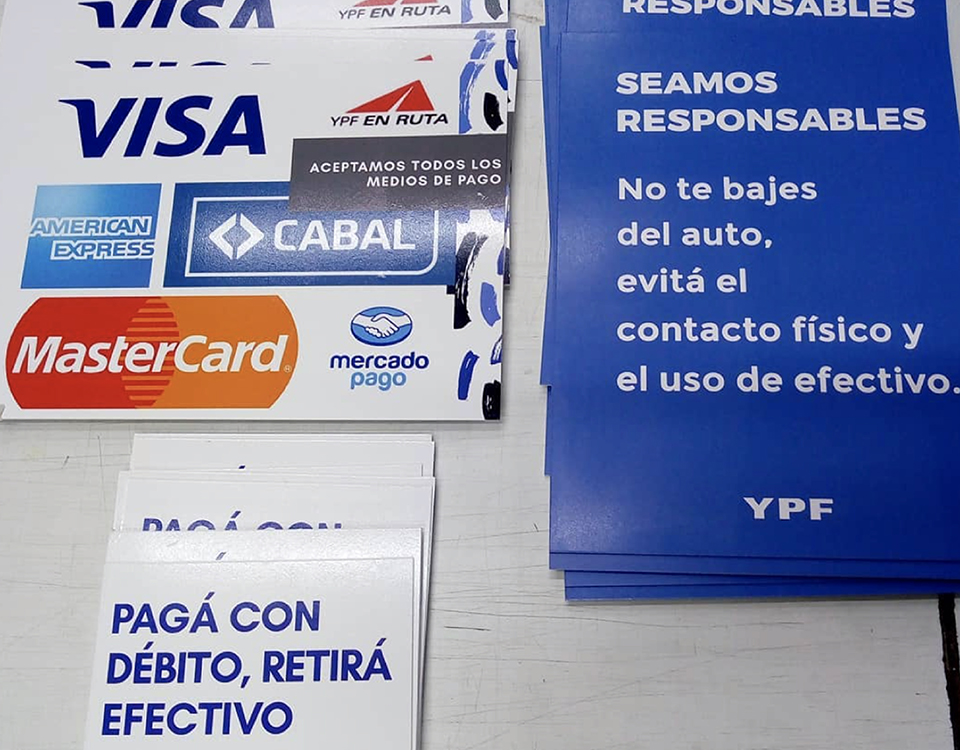 VISA
YPF EN RUTA
VISA
VISA
YPF EN RUTA
ACEPTAMOS TODOS LOS
MEDIOS DE PAGO
AMERICAN
EXPRESS
CABAL
MasterCard
mercado
pago
PAGÁ CON
PAGÁ CON
DÉBITO, RETIRÁ
EFECTIVO
RESPONSABLES
SEAMOS
RESPONSABLES
No te bajes
del auto,
evitá el
contacto físico y
el uso de efectivo.
YPF